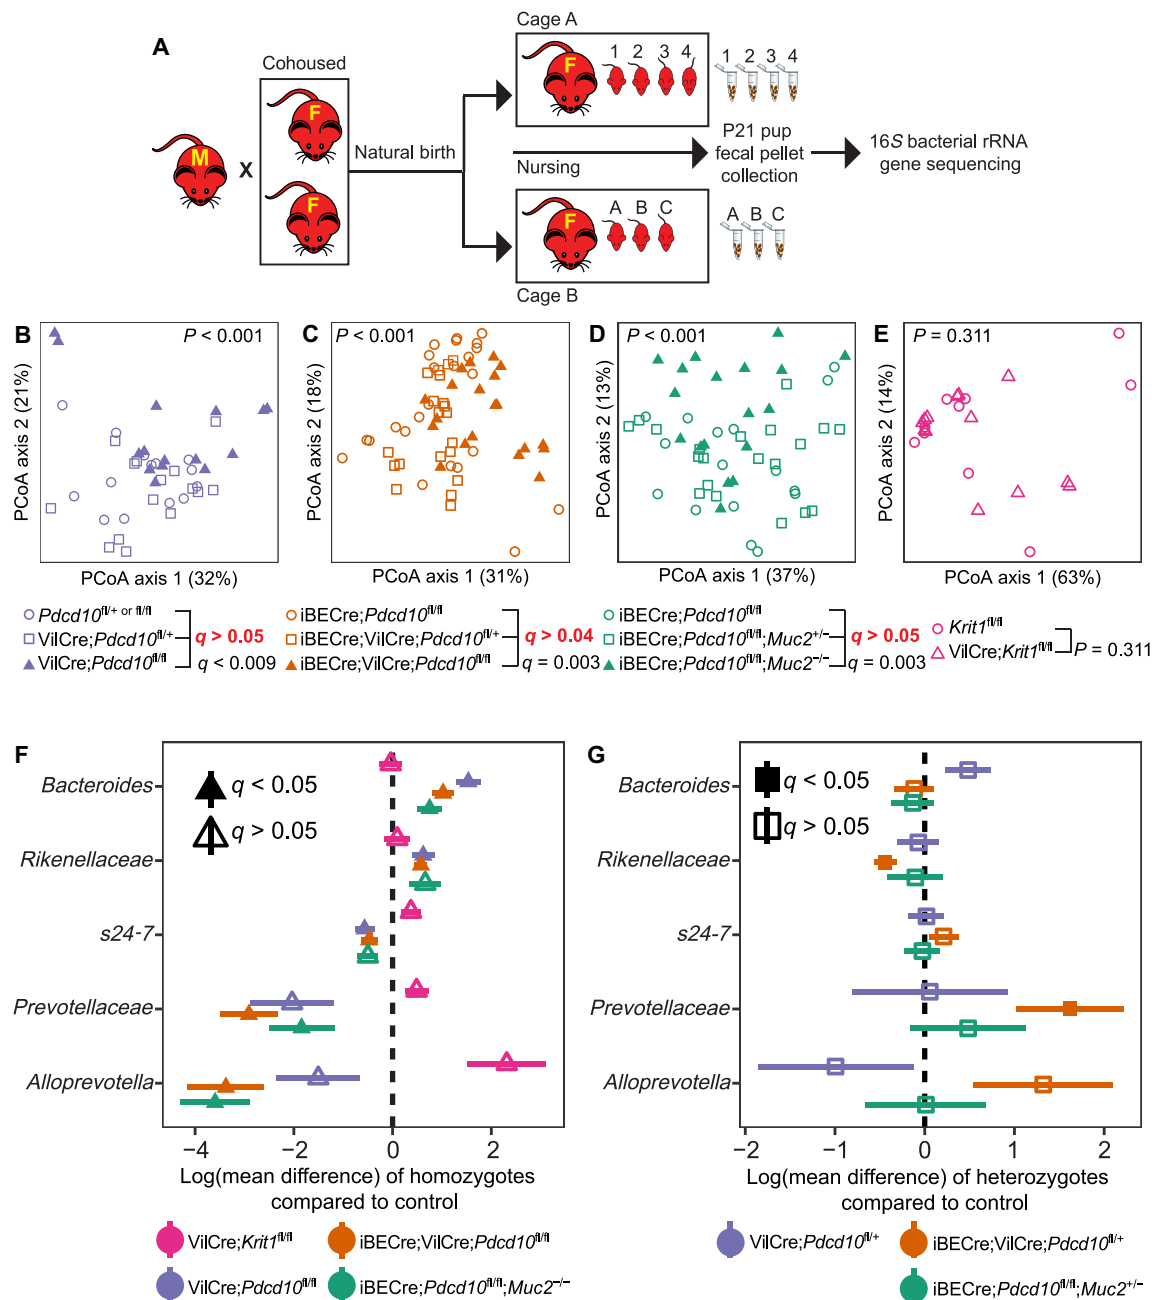 A
Cohoused
M
X
F
F
Natural birth
Cage A
F
1 2 3 4
1 2 3 4
Nursing
P21 pup
fecal pellet
collection
16S bacterial rRNA
gene sequencing
F
A B C
A B C
Cage B
B
P < 0.001
PCoA axis 2 (21%)
PCoA axis 1 (32%)
C
P < 0.001
PCoA axis 2 (18%)
PCoA axis 1 (31%)
D
P < 0.001
PCoA axis 2 (13%)
PCoA axis 1 (37%)
E
P = 0.311
PCoA axis 2 (14%)
PCoA axis 1 (63%)
Pdcd10fl/+ or fl/fl
VilCre;Pdcd10fl/+
VilCre;Pdcd10fl/fl
q > 0.05
q < 0.009
iBECre;Pdcd10fl/fl
iBECre;VilCre;Pdcd10fl/+
iBECre;VilCre;Pdcd10fl/fl
q > 0.04
q = 0.003
iBECre;Pdcd10fl/fl
iBECre;Pdcd10fl/fl;Muc2+/−
iBECre;Pdcd10fl/fl;Muc2−/−
q > 0.05
q = 0.003
Krit1fl/fl
VilCre;Krit1fl/fl
P = 0.311
F
q < 0.05
q > 0.05
Bacteroides
Rikenellaceae
s24-7
Prevotellaceae
Alloprevotella
−4 −2 0 2
Log(mean difference) of homozygotes
compared to control
VilCre;Krit1fl/fl
iBECre;VilCre;Pdcd10fl/fl
VilCre;Pdcd10fl/fl
iBECre;Pdcd10fl/fl;Muc2−/−
G
q < 0.05
q > 0.05
Bacteroides
Rikenellaceae
s24-7
Prevotellaceae
Alloprevotella
−2 −1 0 1 2
Log(mean difference) of heterozygotes
compared to control
VilCre;Pdcd10fl/+
iBECre;VilCre;Pdcd10fl/+
iBECre;Pdcd10fl/fl;Muc2+/−